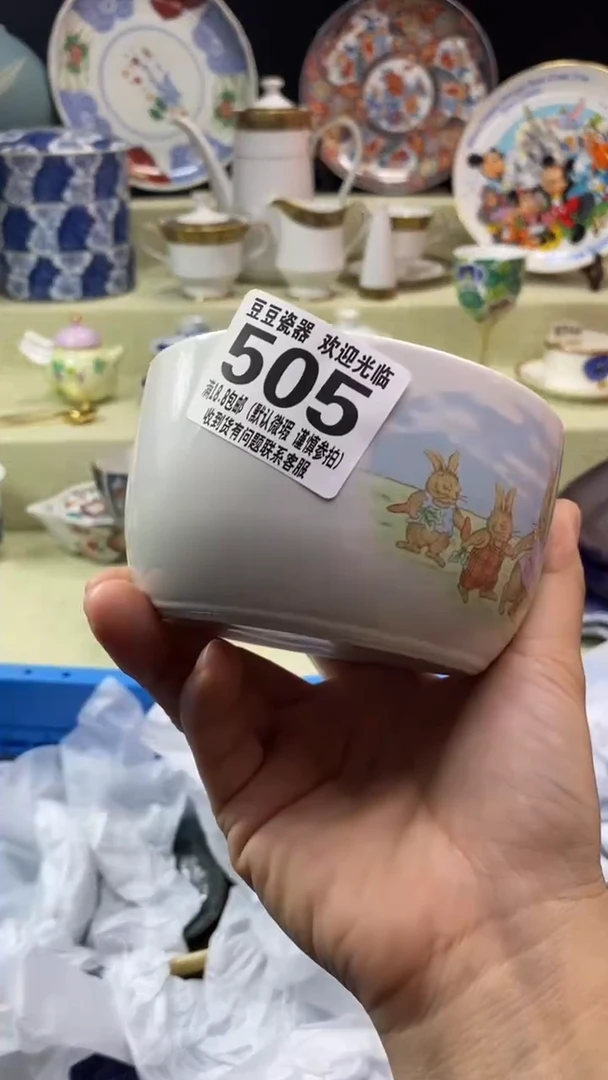 豆豆瓷器 欢迎光临
505
满18.8包邮（默认微瑕 谨慎参拍）
收到货有问题联系客服